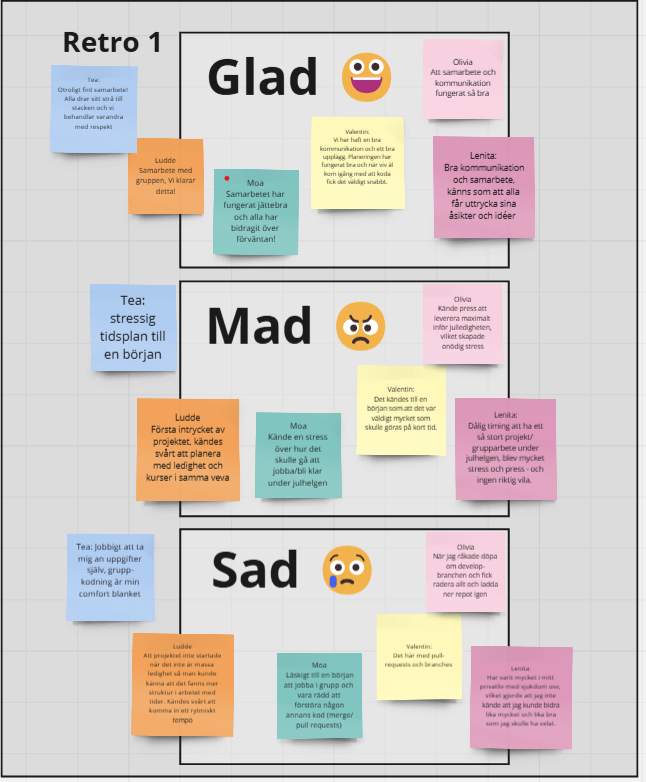 Retro 1
Glad
Tea:
Otroligt fint samarbete!
Alla drar sitt strå till
stacken och vi
behandlar varandra
med respekt
Ludde
Samarbete med
gruppen, Vi klarar
detta!
Moa
Samarbetet har
fungerat jättebra
och alla har
bidragit över
förväntan!
Valentin:
Vi har haft en bra
kommunikation och ett bra
upplägg. Planeringen har
fungerat bra och när viv äl
kom igång med att koda
fick det väldigt snabbt.
Olivia
Att samarbete och
kommunikation
fungerat så bra
Lenita:
Bra kommunikation
och samarbete,
känns som att alla
får uttrycka sina
åsikter och idéer
Mad
Tea:
stressig
tidsplan till
en början
Ludde
Första intrycket av
projektet, kändes
svårt att planera
med ledighet och
kurser i samma veva
Moa
Kände en stress
över hur det
skulle gå att
jobba/bli klar
under julhelgen
Valentin:
Det kändes till en
början som att det var
väldigt mycket som
skulle göras på kort tid.
Olivia
Kände press att
leverera maximalt
inför julledigheten,
vilket skapade
onödig stress
Lenita:
Dålig timing att ha ett
så stort projekt/
grupparbete under
julhelgen, blev mycket
stress och press - och
ingen riktig vila.
Sad
Tea: Jobbigt att ta
mig an uppgifter
själv, grupp-
kodning är min
comfort blanket
Ludde
Att projektet inte startade
när det inte är massa
ledighet så man kunde
känna att det fanns mer
struktur i arbetet med
tider. Kändes svårt att
komma in ett rytmiskt
tempo
Moa
Läskigt till en början
att jobba i grupp och
vara rädd att
förstöra någon
annans kod (merge/
pull requests)
Valentin:
Det här med pull-
requests och branches
Olivia
När jag råkade döpa
om develop-
branchen och fick
radera allt och ladda
ner repot igen
Lenita:
Har varit mycket i mitt
privatliv med sjukdom osv,
vilket gjorde att jag inte
kände att jag kunde bidra
lika mycket och lika bra
som jag skulle ha velat.